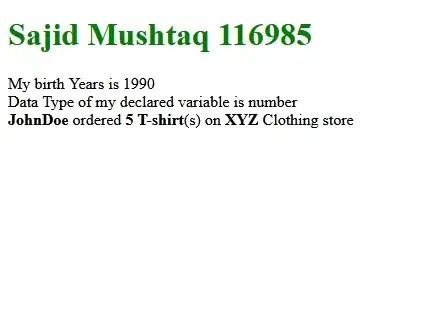 Sajid Mushtaq 116985
My birth Years is 1990
Data Type of my declared variable is number
JohnDoe ordered 5 T-shirt(s) on XYZ Clothing store